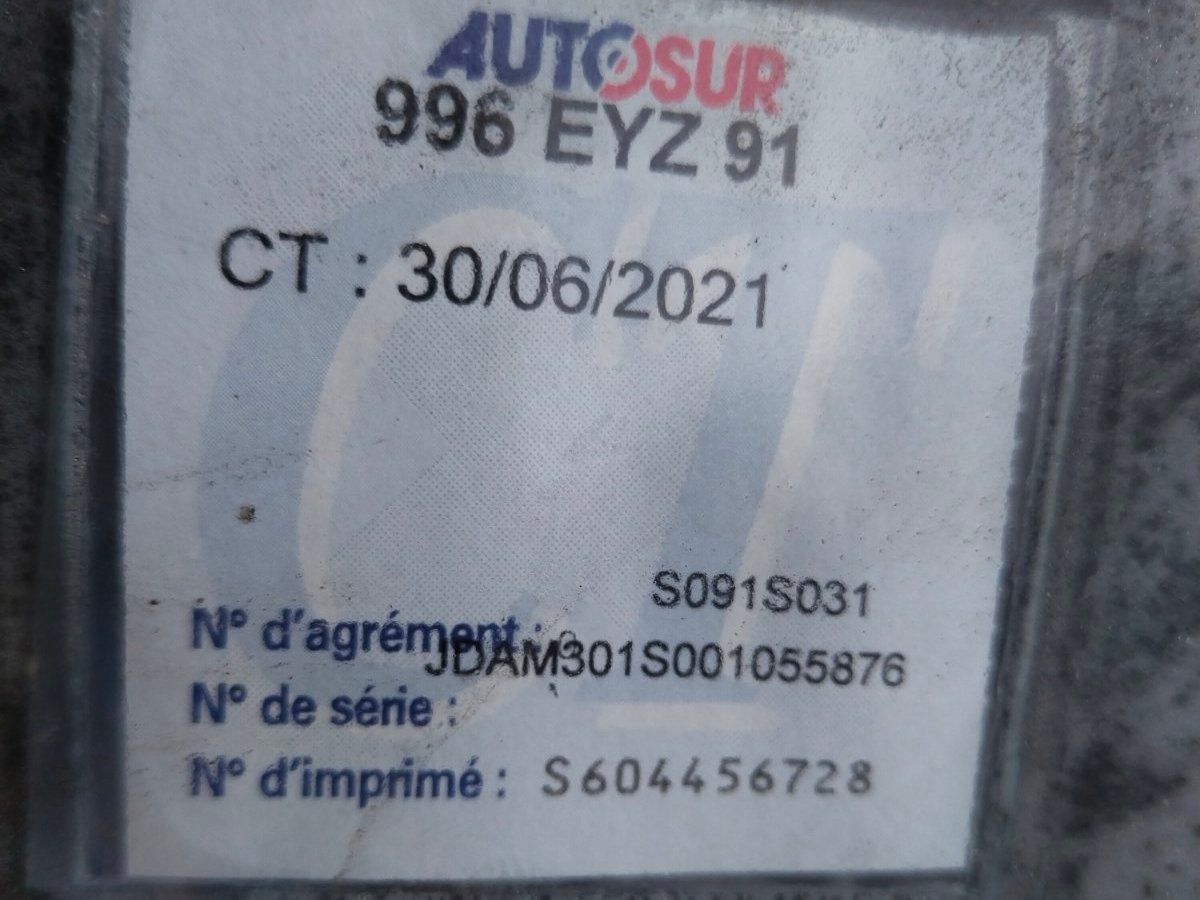 AUTOSUR
996 EYZ 91
CT : 30/06/2021
S091S031
N° d'agrément :
JDAM301S001055876
N° de série :
N° d'imprimé : S604456728